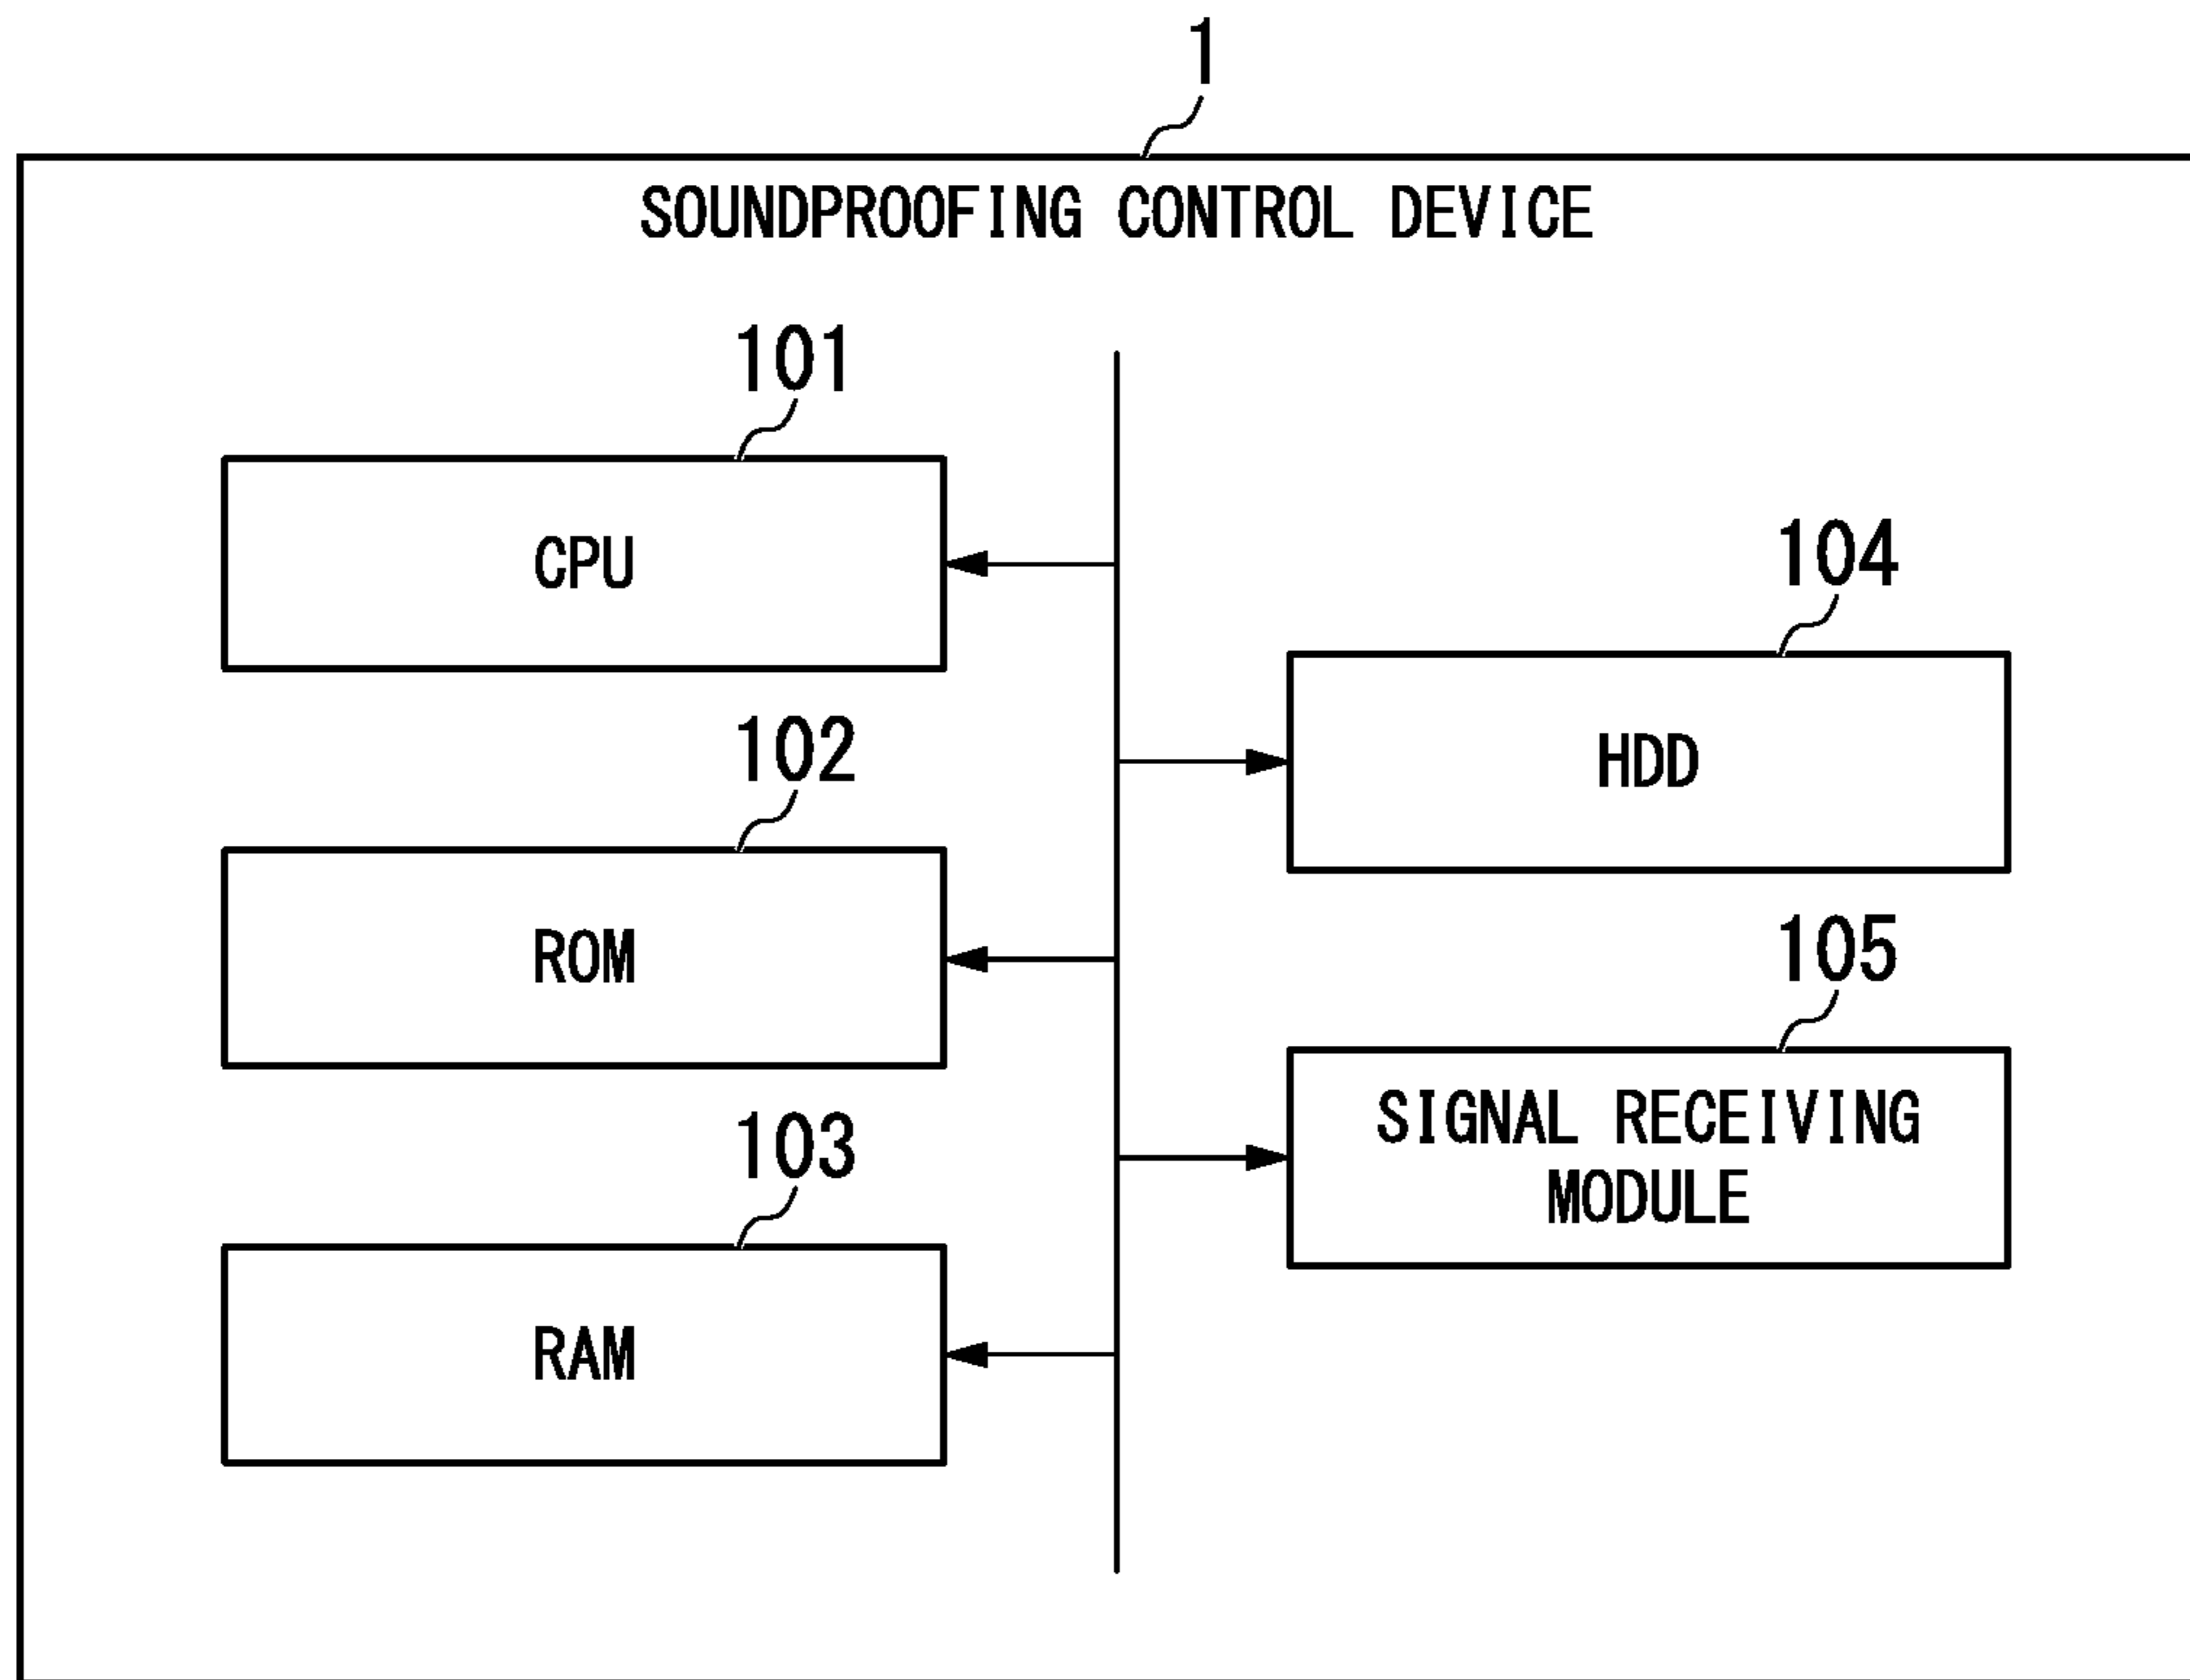 1
SOUNDPROOFING CONTROL DEVICE
101
CPU
102
ROM
103
RAM
104
HDD
105
SIGNAL RECEIVING
MODULE